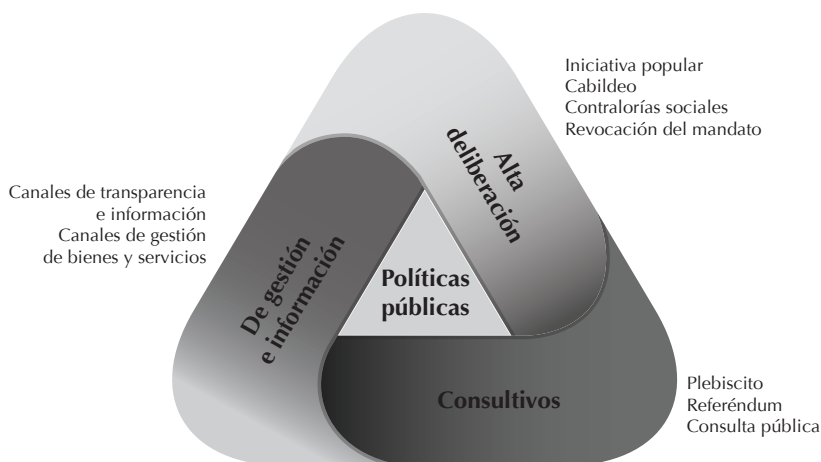 Iniciativa popular
Cabildeo
Contralorías sociales
Revocación del mandato
Alta
deliberación
Canales de transparencia
e información
Canales de gestión
de bienes y servicios
De gestión
e información
Políticas
públicas
Consultivos
Plebiscito
Referéndum
Consulta pública